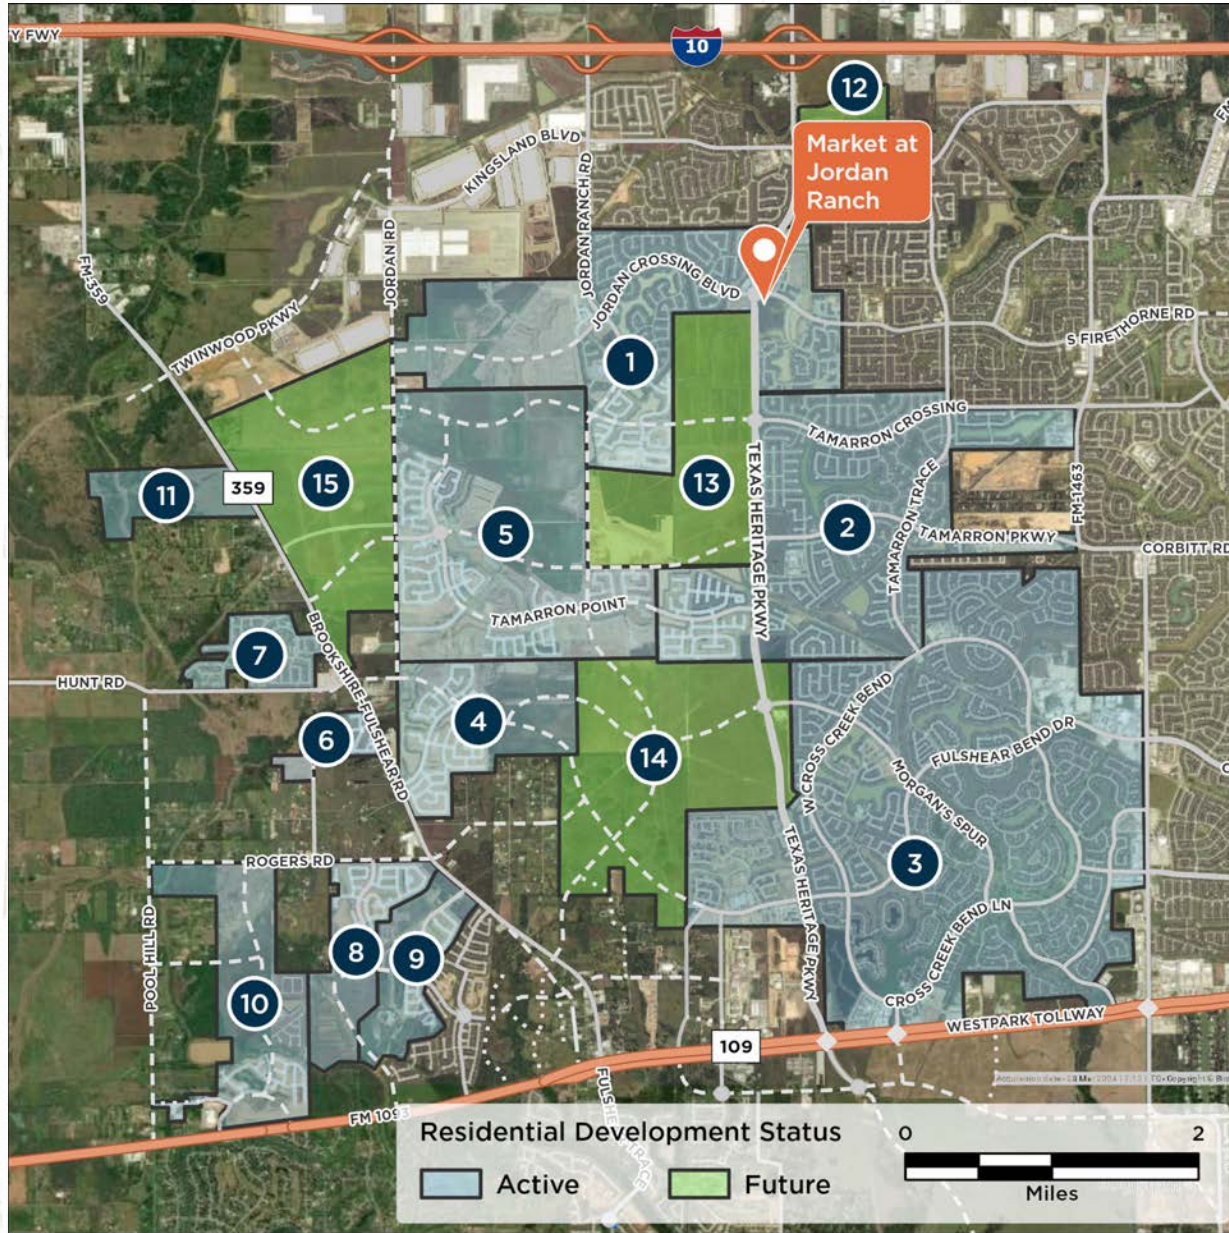 Y FWY
10
12
Market at
Jordan
Ranch
KINGSLAND BLVD
JORDAN RANCH RD
JORDAN RD
FM-359
TWINWOOD PKWY
JORDAN CROSSING BLVD
S FIRETHORNE RD
1
TAMARRON CROSSING
TEXAS HERITAGE PKWY
TAMARRON TRACE
FM-1463
11
359
15
5
13
2
TAMARRON PKWY
CORBITT RD
TAMARRON POINT
BROOKSHIRE-FULSHEAR RD
7
HUNT RD
6
4
14
W CROSS CREEK BEND
MORGAN'S SPUR
FULSHEAR BEND DR
ROGERS RD
TEXAS HERITAGE PKWY
3
POOL HILL RD
8
9
10
CROSS CREEK BEND LN
WESTPARK TOLLWAY
109
FM 1093
Residential Development Status
Active
Future
0
2
Miles